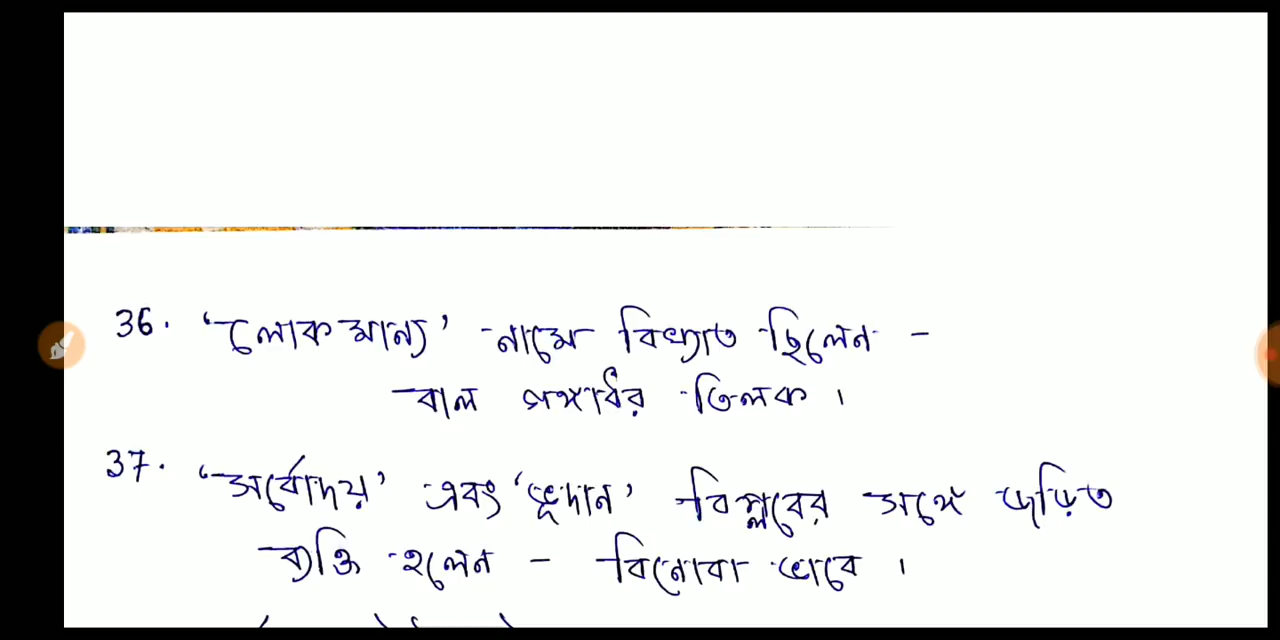 36. ‘লোকমান্য’ নামে বিখ্যাত ছিলেন -
বাল গঙ্গাধর তিলক ।
37. ‘সর্বোদয়’ এবং ‘ভূদান’ বিপ্লবের সঙ্গে জড়িত
ব্যক্তি হলেন - বিনোবা ভাবে ।